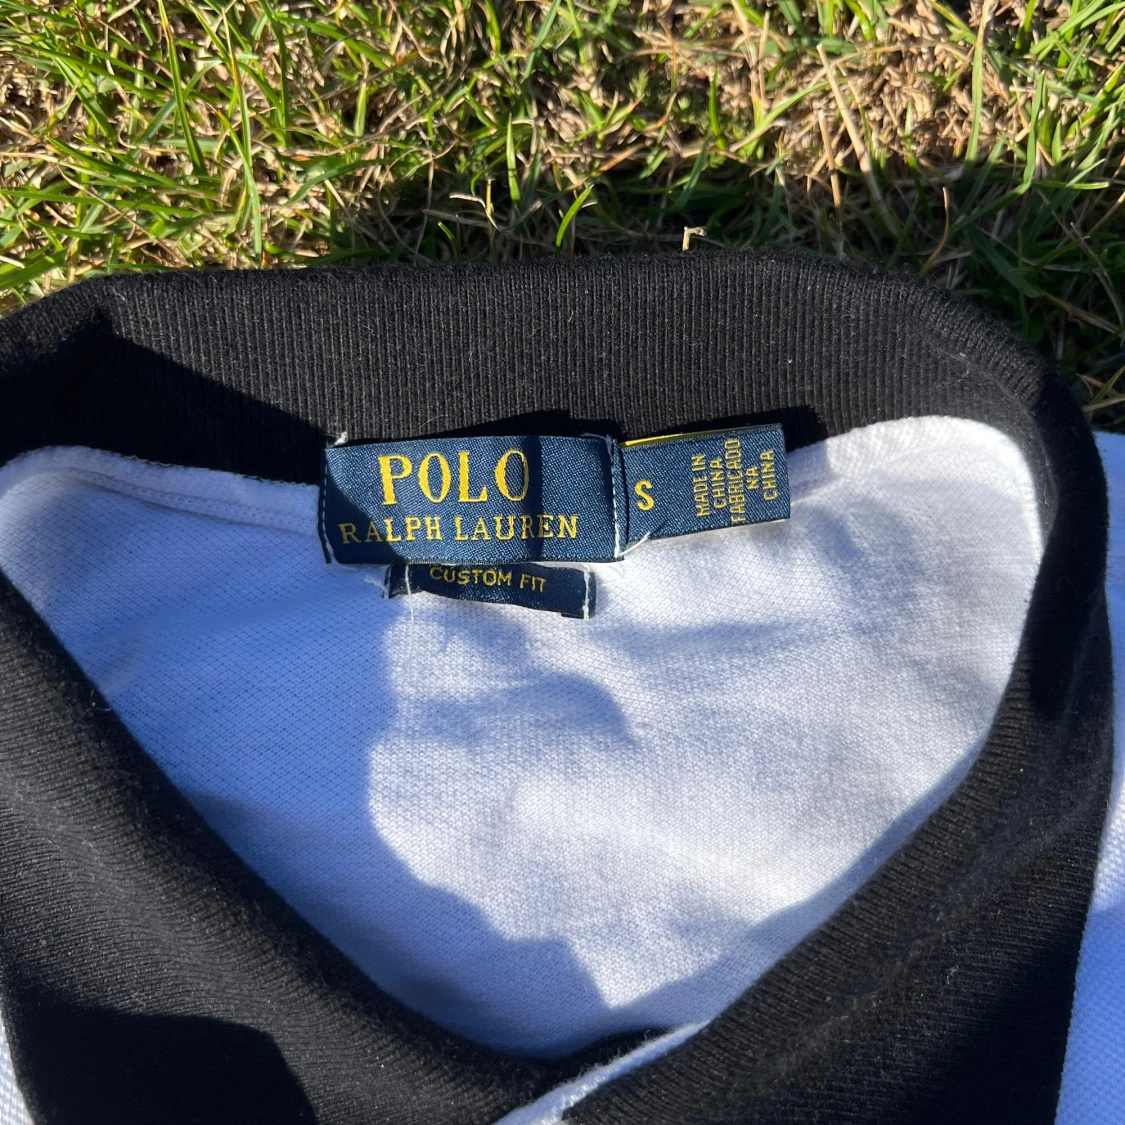 POLO
RALPH LAUREN
CUSTOM FIT
S
MADE IN
CHINA
FABRICADO
NA
CHINA